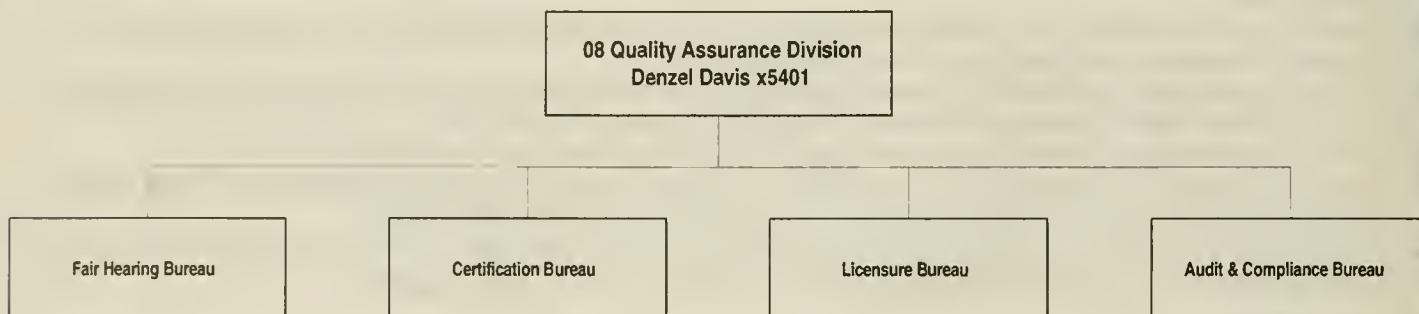 08 Quality Assurance Division
Denzel Davis x5401
Fair Hearing Bureau
Certification Bureau
Licensure Bureau
Audit & Compliance Bureau